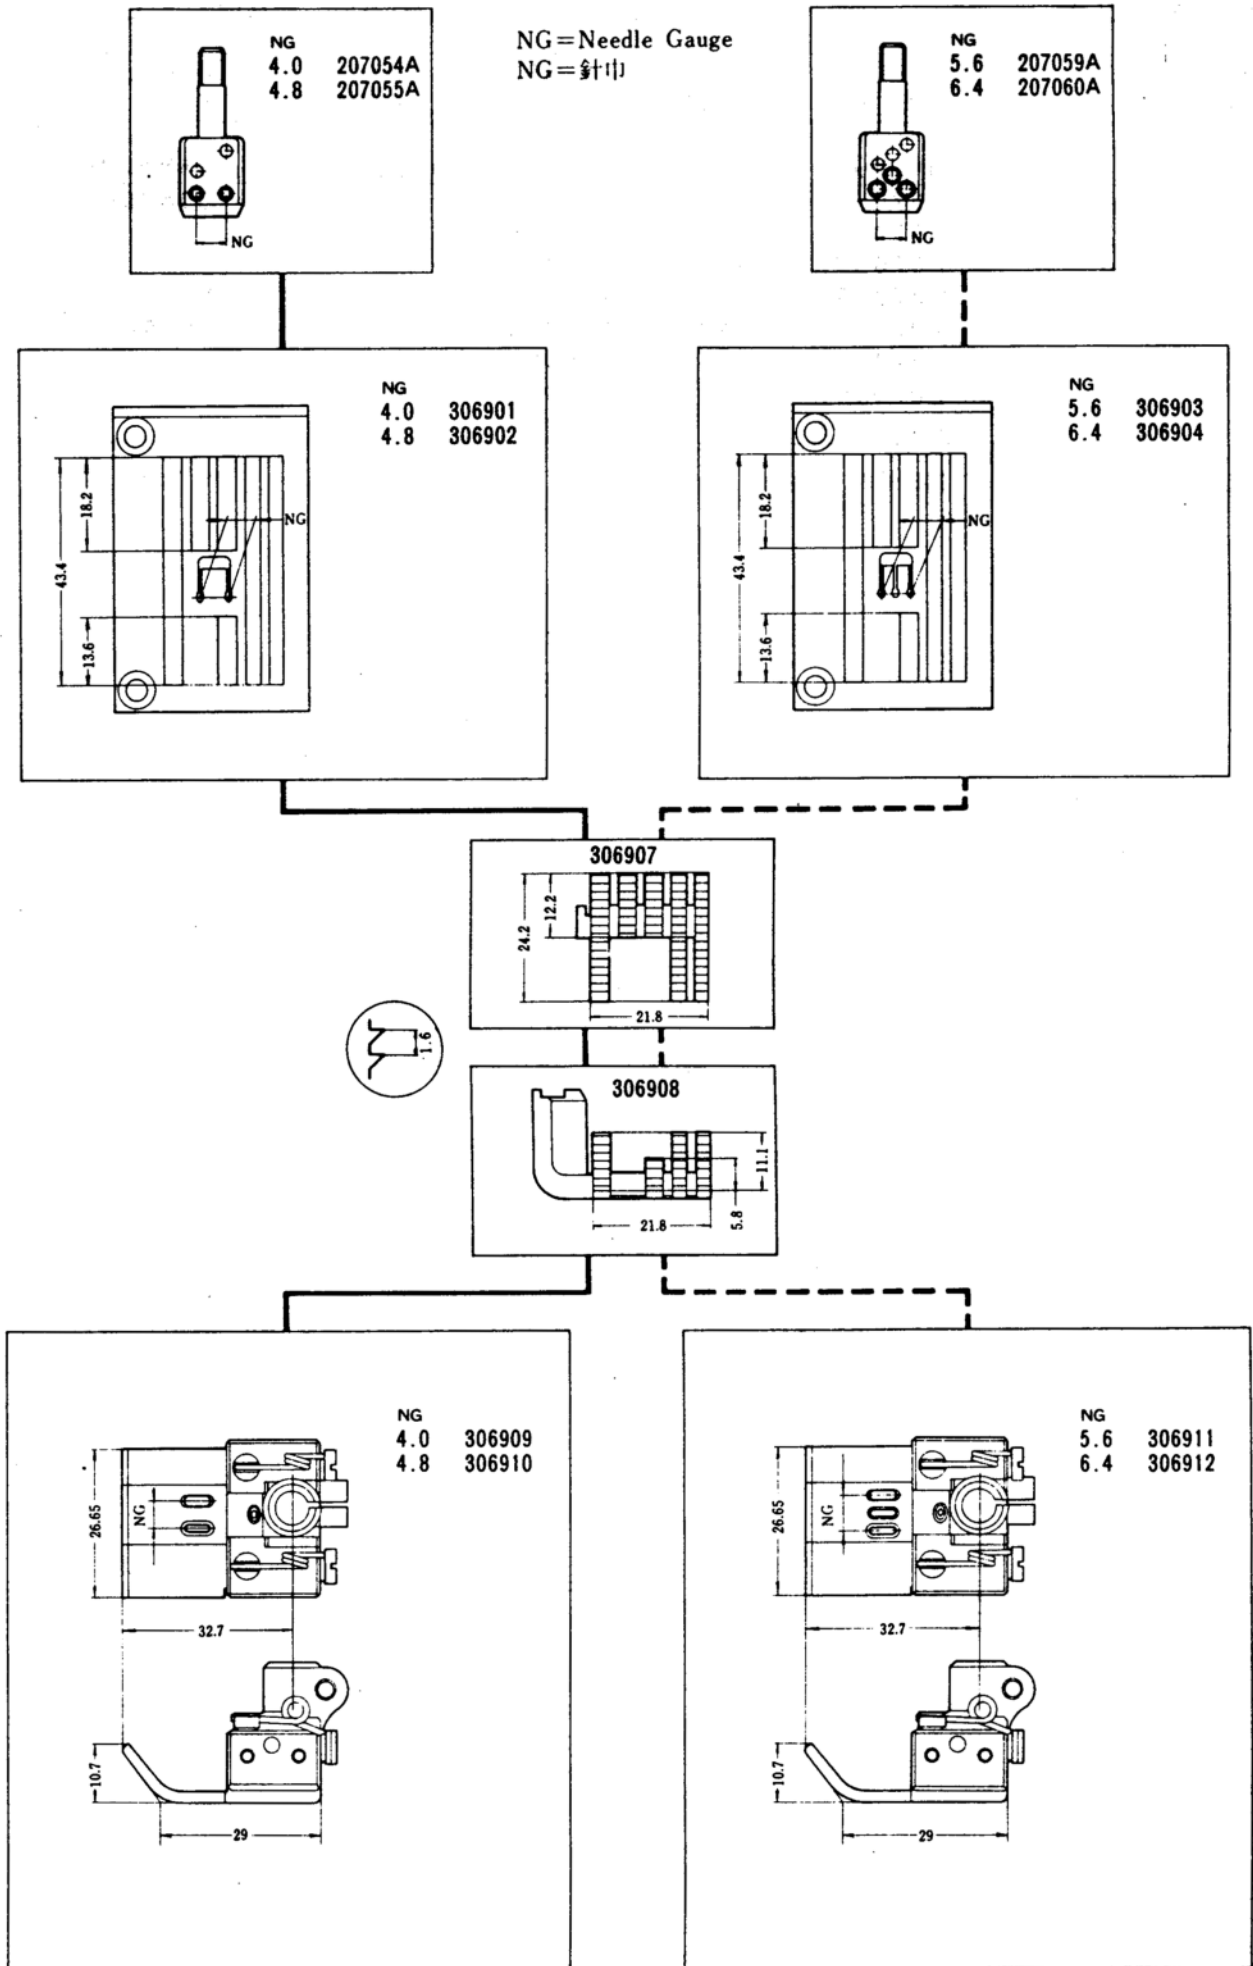 NG
4.0 207054A
4.8 207055A
NG
NG=Needle Gauge
NG=針巾
NG
5.6 207059A
6.4 207060A
NG
NG
4.0 306901
4.8 306902
43.4
18.2
13.6
NG
NG
5.6 306903
6.4 306904
43.4
18.2
13.6
NG
306907
24.2
12.2
21.8
1.6
306908
11.1
5.8
21.8
NG
4.0 306909
4.8 306910
26.65
NG
32.7
10.7
29
NG
5.6 306911
6.4 306912
26.65
NG
32.7
10.7
29